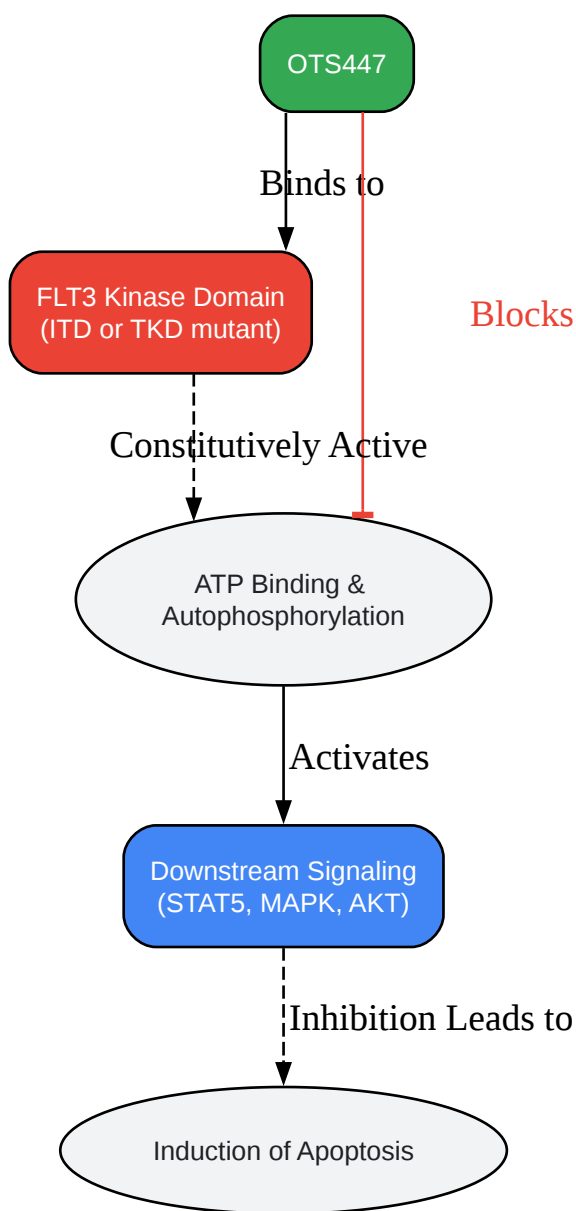 OTS447
Binds to
FLT3 Kinase Domain
(ITD or TKD mutant)
Blocks
Constitutively Active
ATP Binding &
Autophosphorylation
Activates
Downstream Signaling
(STAT5, MAPK, AKT)
Inhibition Leads to
Induction of Apoptosis